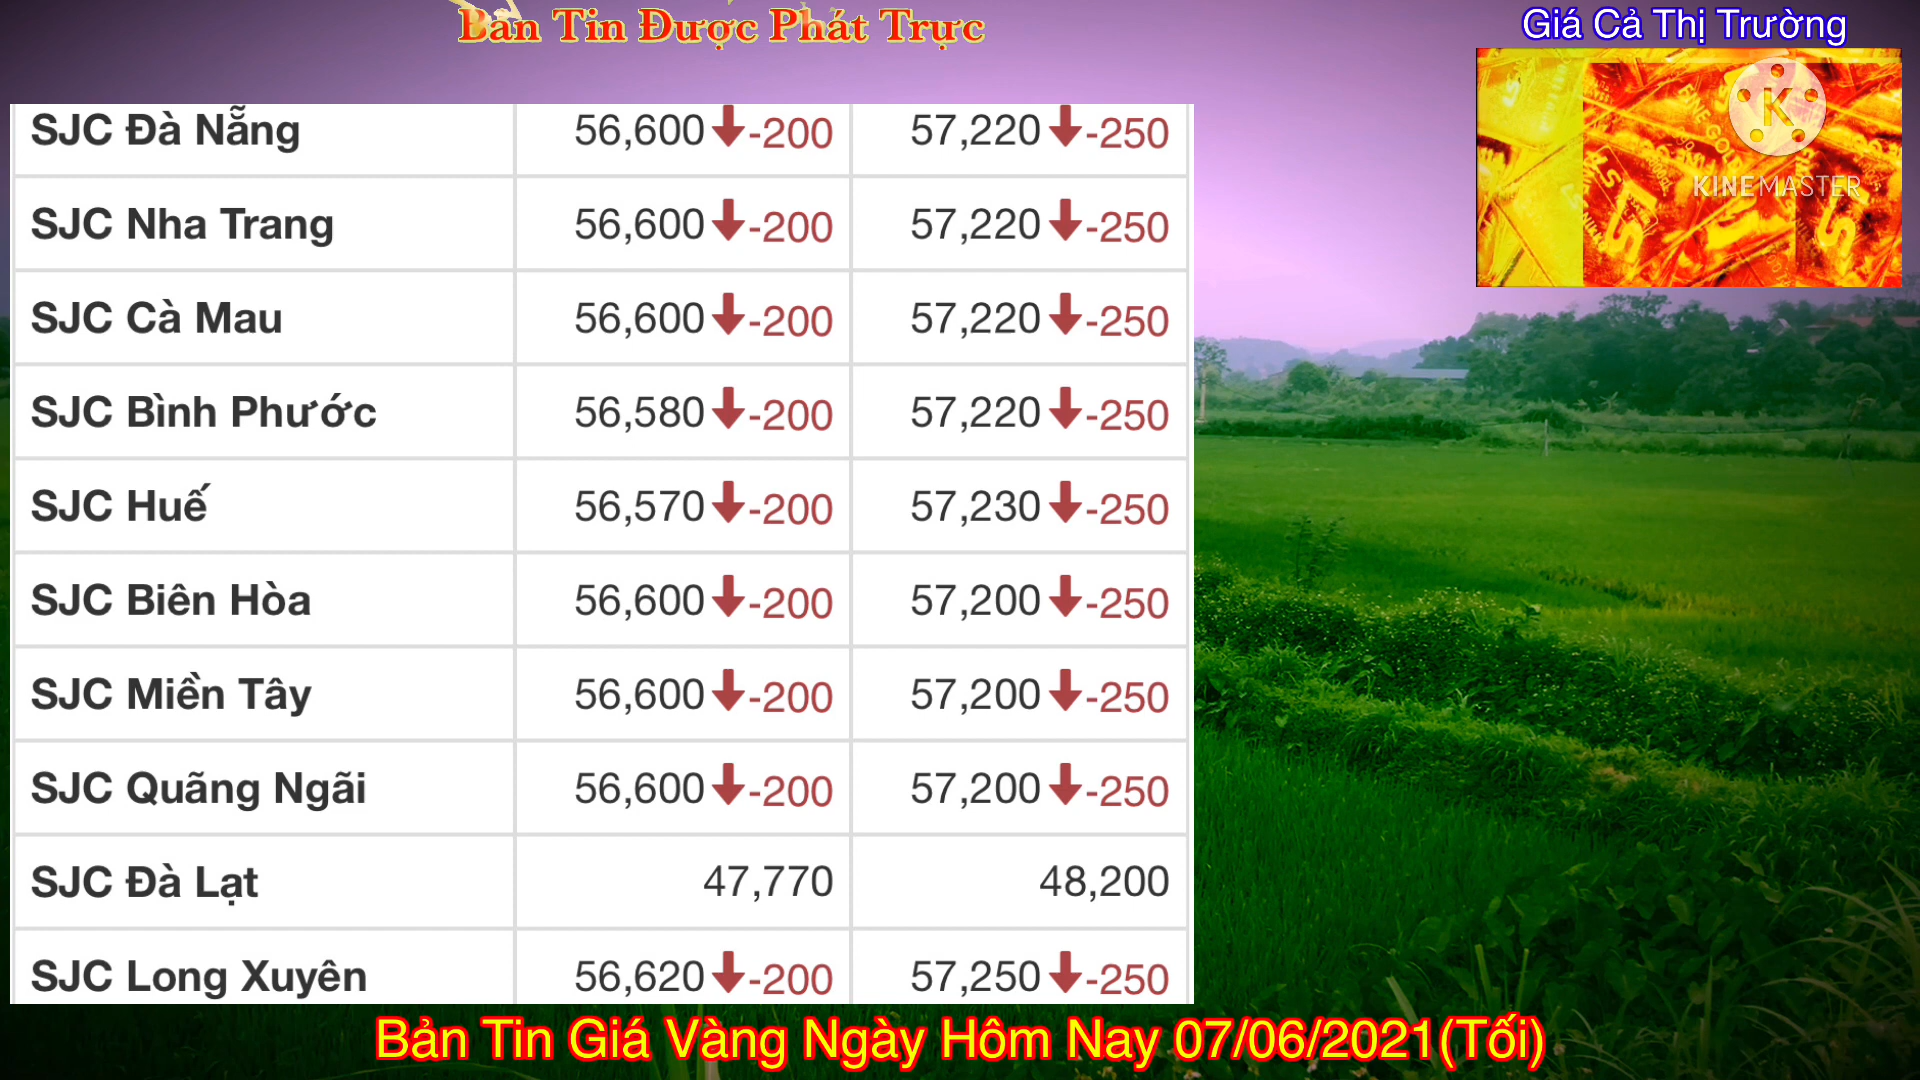 Bản Tin Được Phát Trực
Giá Cả Thị Trường
KINEMASTER
SJC Đà Nẵng 56,600 -200 57,220 -250
SJC Nha Trang 56,600 -200 57,220 -250
SJC Cà Mau 56,600 -200 57,220 -250
SJC Bình Phước 56,580 -200 57,220 -250
SJC Huế 56,570 -200 57,230 -250
SJC Biên Hòa 56,600 -200 57,200 -250
SJC Miền Tây 56,600 -200 57,200 -250
SJC Quãng Ngãi 56,600 -200 57,200 -250
SJC Đà Lạt 47,770 48,200
SJC Long Xuyên 56,620 -200 57,250 -250
Bản Tin Giá Vàng Ngày Hôm Nay 07/06/2021(Tối)